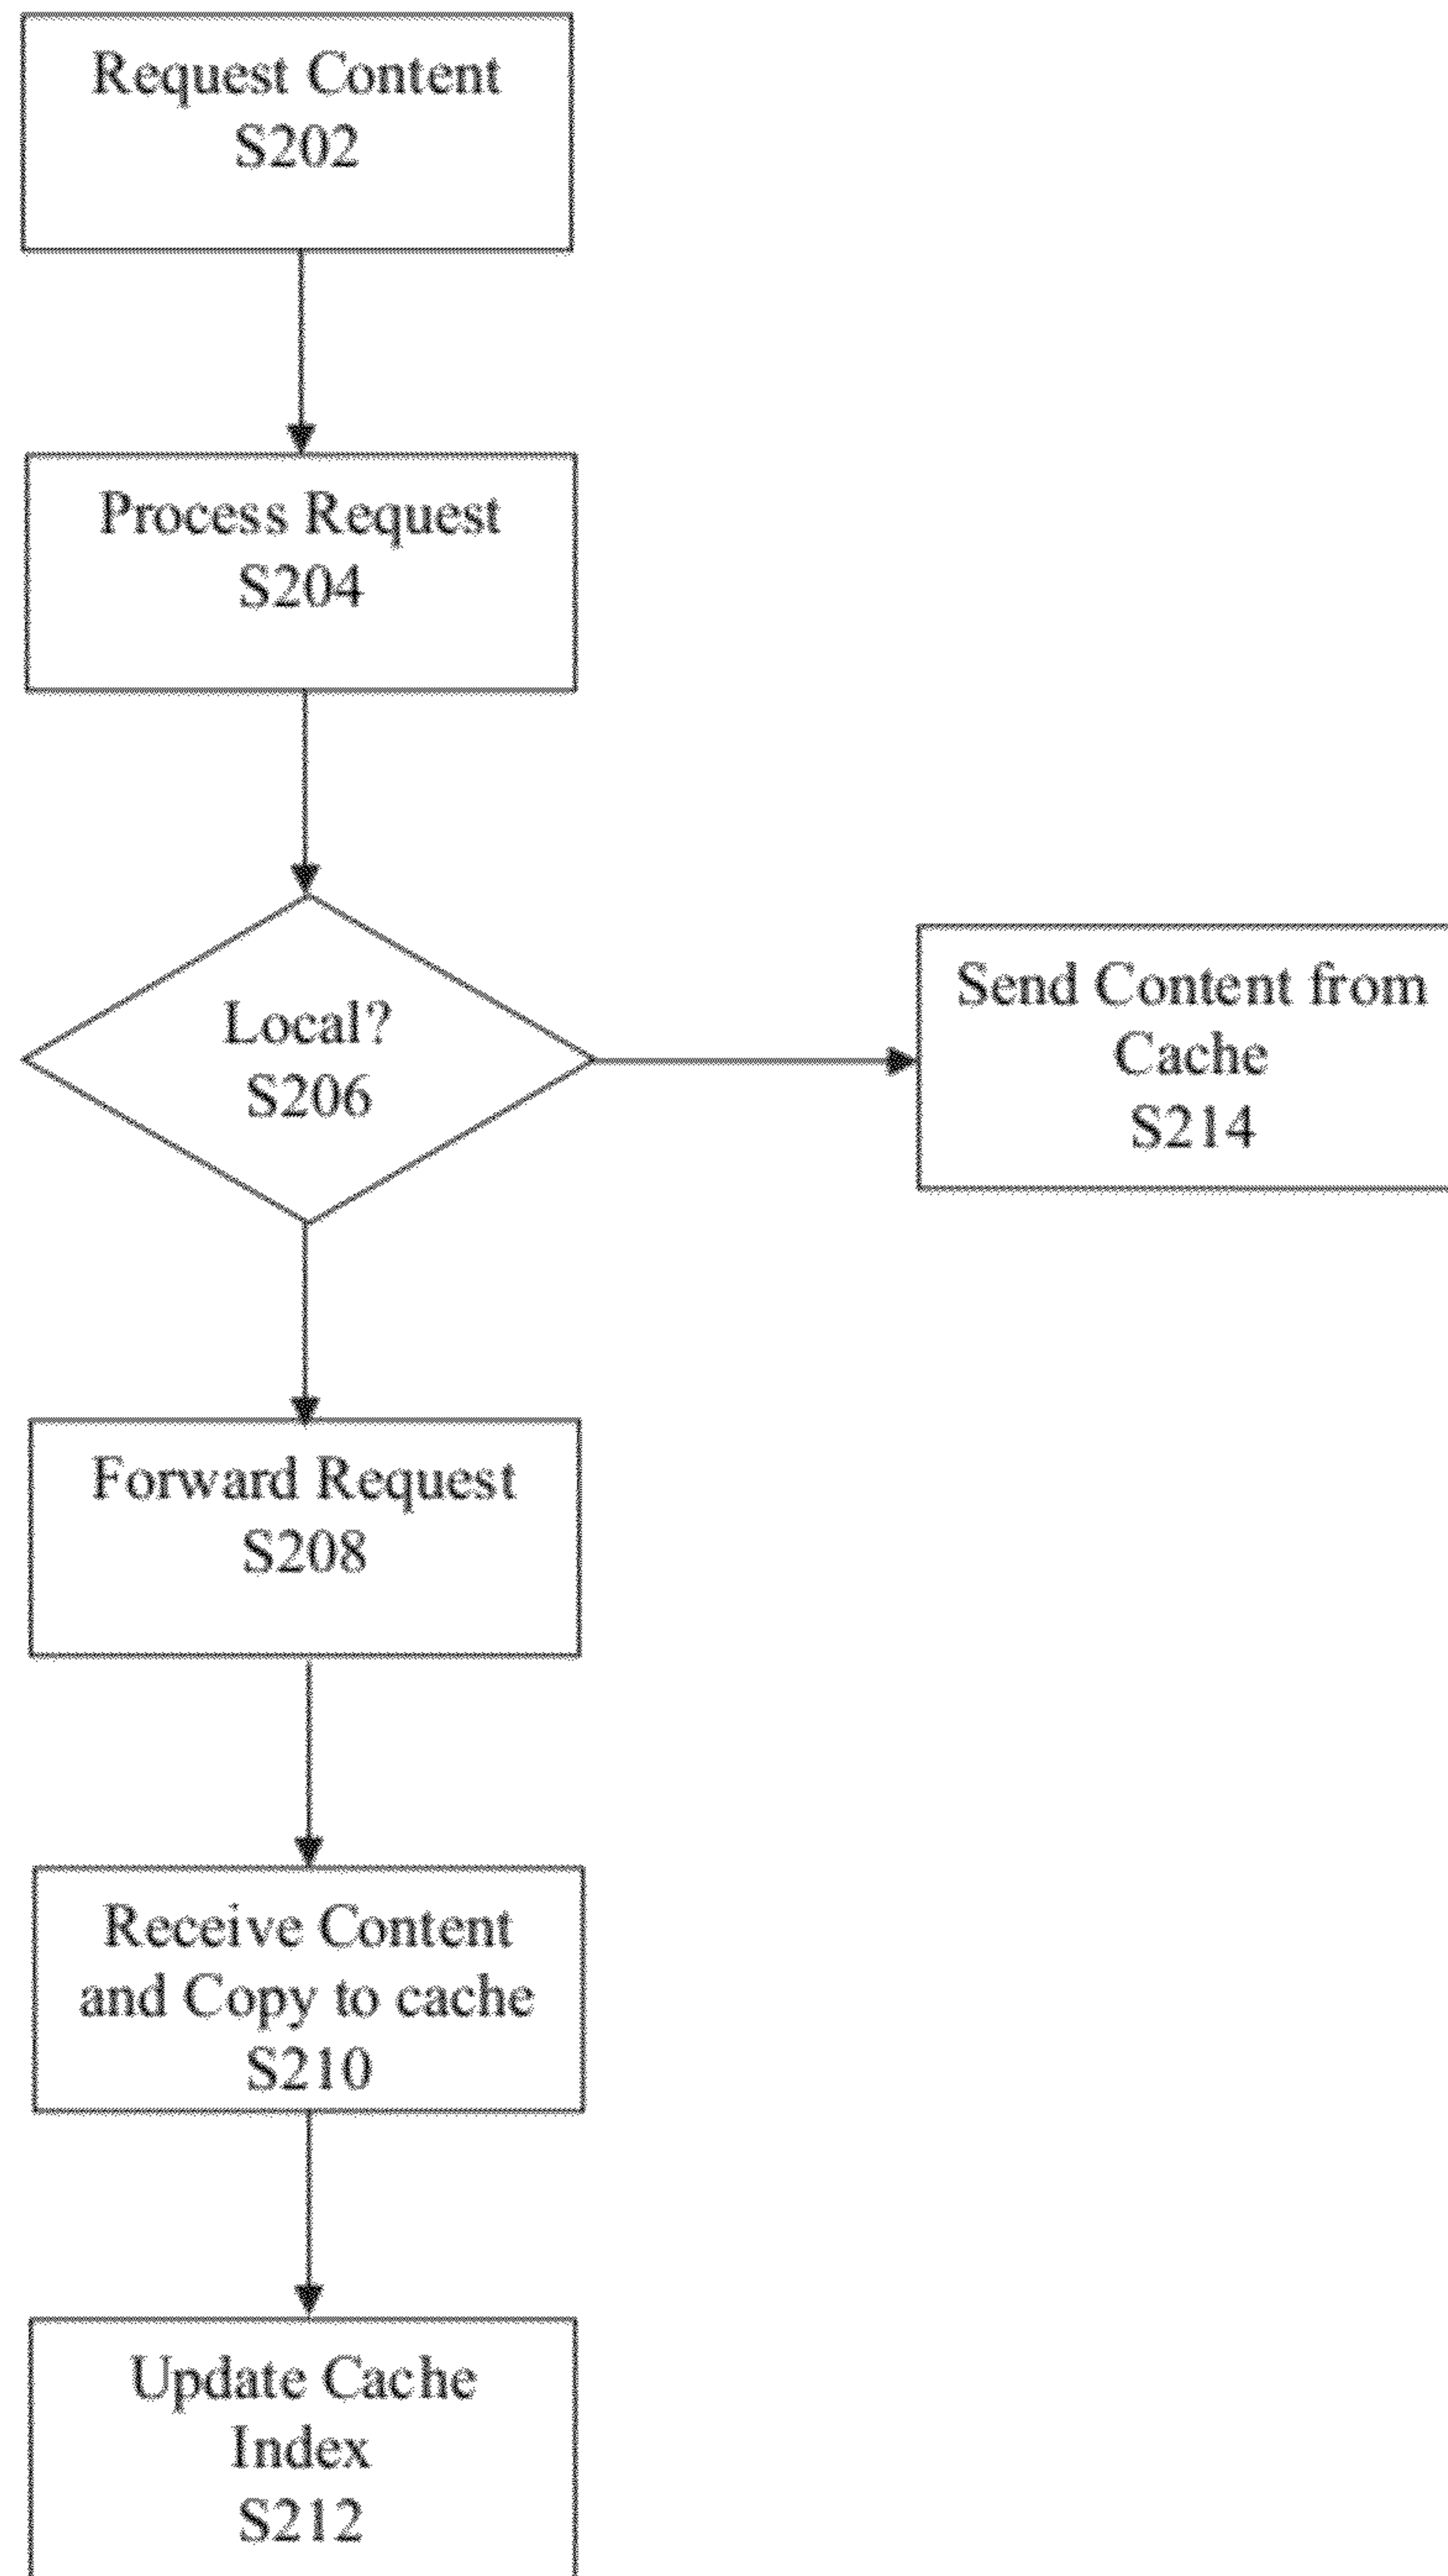 Request Content
S202
Process Request
S204
Local?
S206
Send Content from
Cache
S214
Forward Request
S208
Receive Content
and Copy to cache
S210
Update Cache
Index
S212